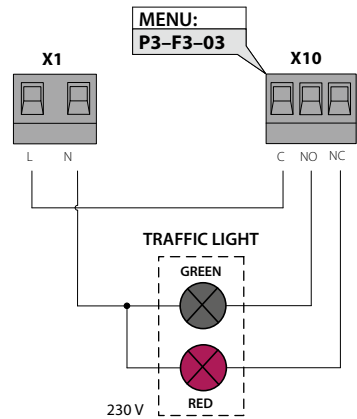 MENU:
P3–F3–03
X1
X10
L N
C NO NC
TRAFFIC LIGHT
GREEN
RED
230 V